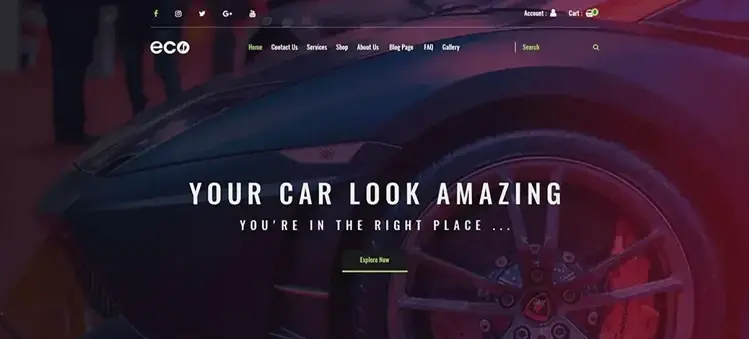 Account :
Cart :
0
eco
Home Contact Us Services Shop About Us Blog Page FAQ Gallery
Search
YOUR CAR LOOK AMAZING
YOU'RE IN THE RIGHT PLACE ...
Explore Now